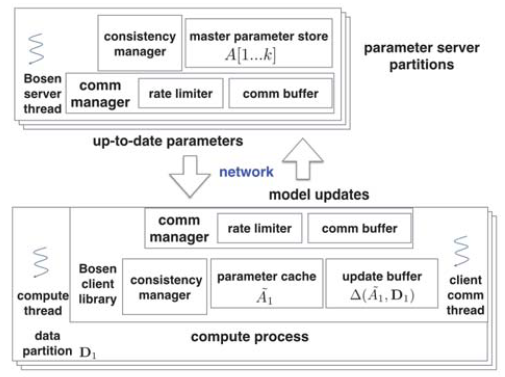 consistency
manager
master parameter store
A[1...k]
parameter server
partitions
Bosen
server
thread
comm
manager
rate limiter
comm buffer
up-to-date parameters
network
model updates
comm
manager
rate limiter
comm buffer
compute
thread
Bosen
client
library
consistency
manager
parameter cache
Ã₁
update buffer
Δ(Ã₁, D₁)
client
comm
thread
data
partition D₁
compute process